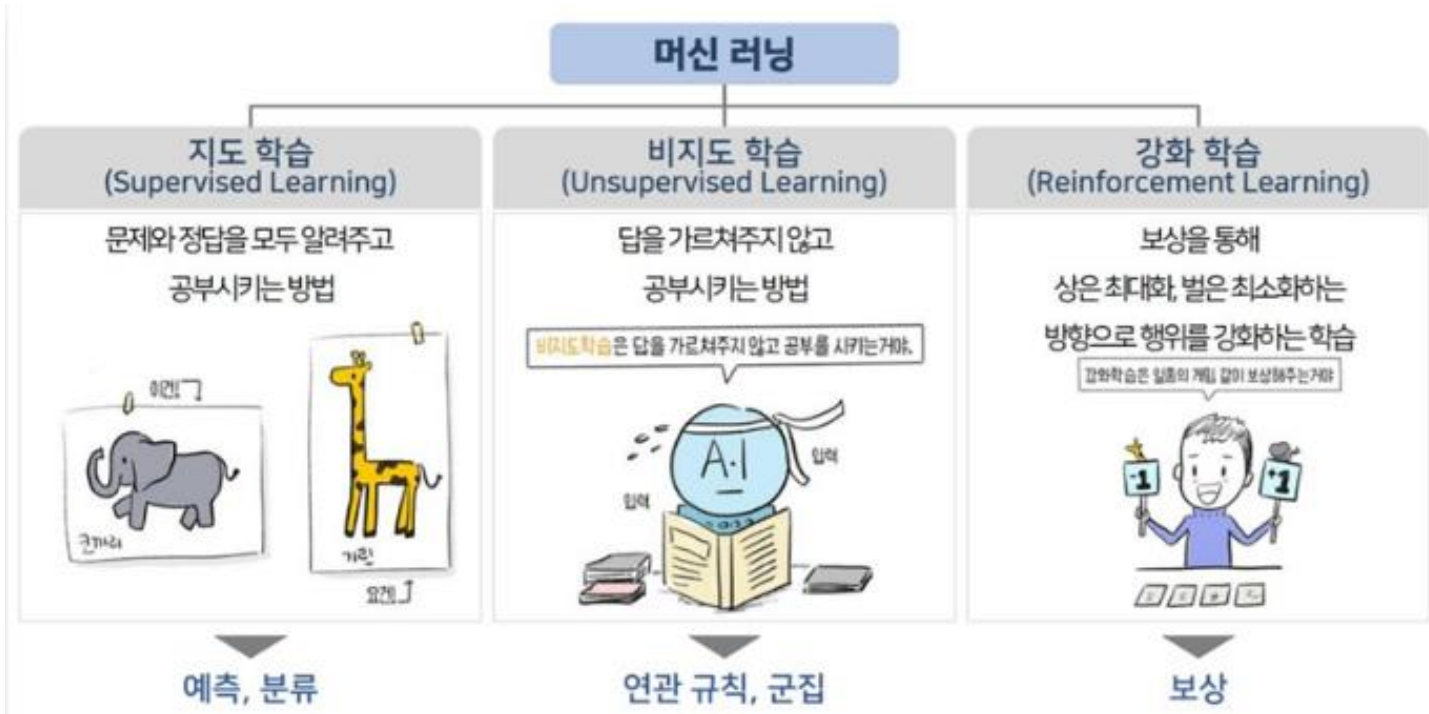 머신 러닝
지도 학습
(Supervised Learning)
문제와 정답을 모두 알려주고
공부시키는 방법
이건!
코끼리
기린
요건!
예측, 분류
비지도 학습
(Unsupervised Learning)
답을 가르쳐주지 않고
공부시키는 방법
비지도학습은 답을 가르쳐주지 않고 공부를 시키는거야.
A.I
입력
입력
연관 규칙, 군집
강화 학습
(Reinforcement Learning)
보상을 통해
상은 최대화, 벌은 최소화하는
방향으로 행위를 강화하는 학습
강화학습은 일종의 게임 같이 보상해주는거야
-1
+1
보상